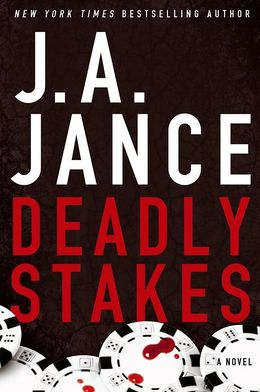 NEW YORK TIMES BESTSELLING AUTHOR
J.A.
JANCE
DEADLY
STAKES
A NOVEL